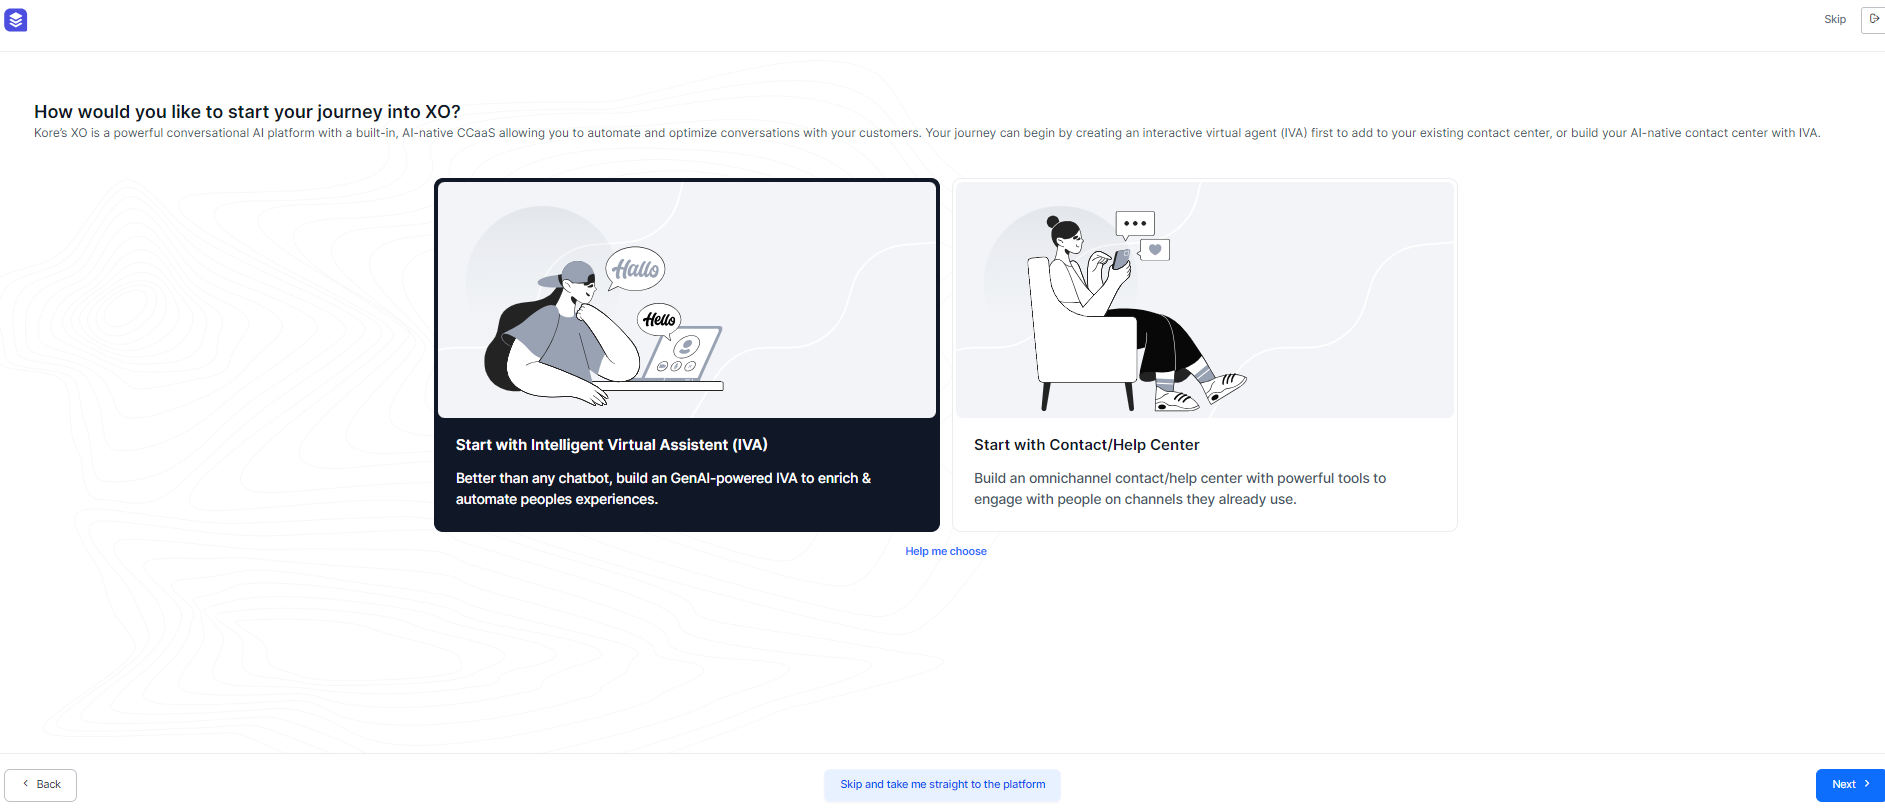 Skip
How would you like to start your journey into XO?
Kore's XO is a powerful conversational AI platform with a built-in, AI-native CCaaS allowing you to automate and optimize conversations with your customers. Your journey can begin by creating an interactive virtual agent (IVA) first to add to your existing contact center, or build your AI-native contact center with IVA.
Hallo
Hello
Start with Intelligent Virtual Assistent (IVA)
Better than any chatbot, build an GenAI-powered IVA to enrich &
automate peoples experiences.
Start with Contact/Help Center
Build an omnichannel contact/help center with powerful tools to
engage with people on channels they already use.
Help me choose
Back
Skip and take me straight to the platform
Next